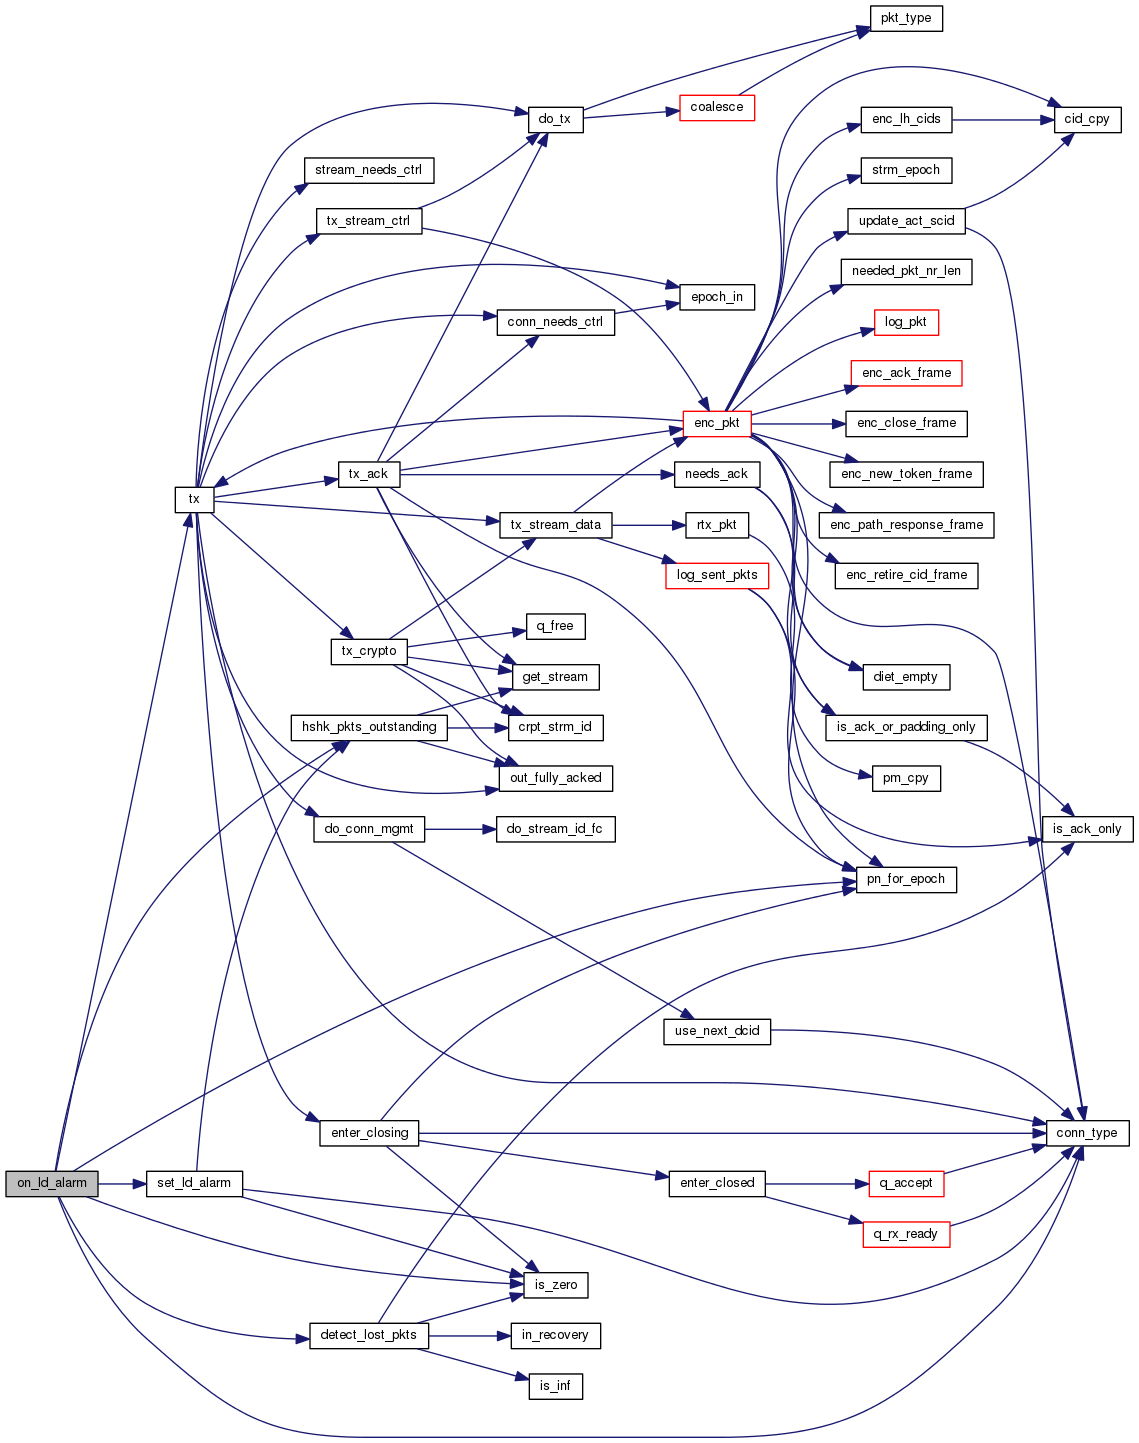 pkt_type
coalesce
do_tx
enc_lh_cids
cid_cpy
stream_needs_ctrl
strm_epoch
tx_stream_ctrl
update_act_scid
needed_pkt_nr_len
epoch_in
conn_needs_ctrl
log_pkt
enc_ack_frame
enc_pkt
enc_close_frame
tx_ack
needs_ack
enc_new_token_frame
tx
tx_stream_data
rtx_pkt
enc_path_response_frame
log_sent_pkts
enc_retire_cid_frame
q_free
tx_crypto
get_stream
diet_empty
hshk_pkts_outstanding
crpt_strm_id
is_ack_or_padding_only
out_fully_acked
pm_cpy
do_conn_mgmt
do_stream_id_fc
is_ack_only
pn_for_epoch
use_next_dcid
enter_closing
conn_type
on_ld_alarm
set_ld_alarm
enter_closed
q_accept
q_rx_ready
is_zero
detect_lost_pkts
in_recovery
is_inf